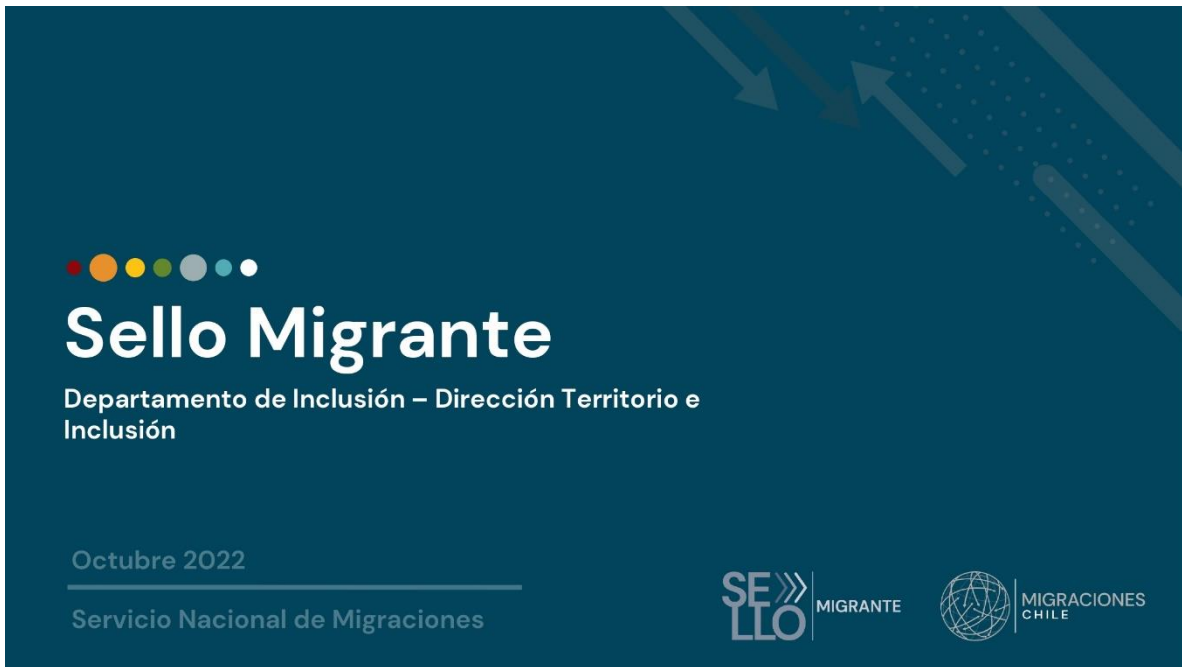 Sello Migrante
Departamento de Inclusión – Dirección Territorio e
Inclusión
Octubre 2022
Servicio Nacional de Migraciones
SE
LLO
MIGRANTE
MIGRACIONES
CHILE